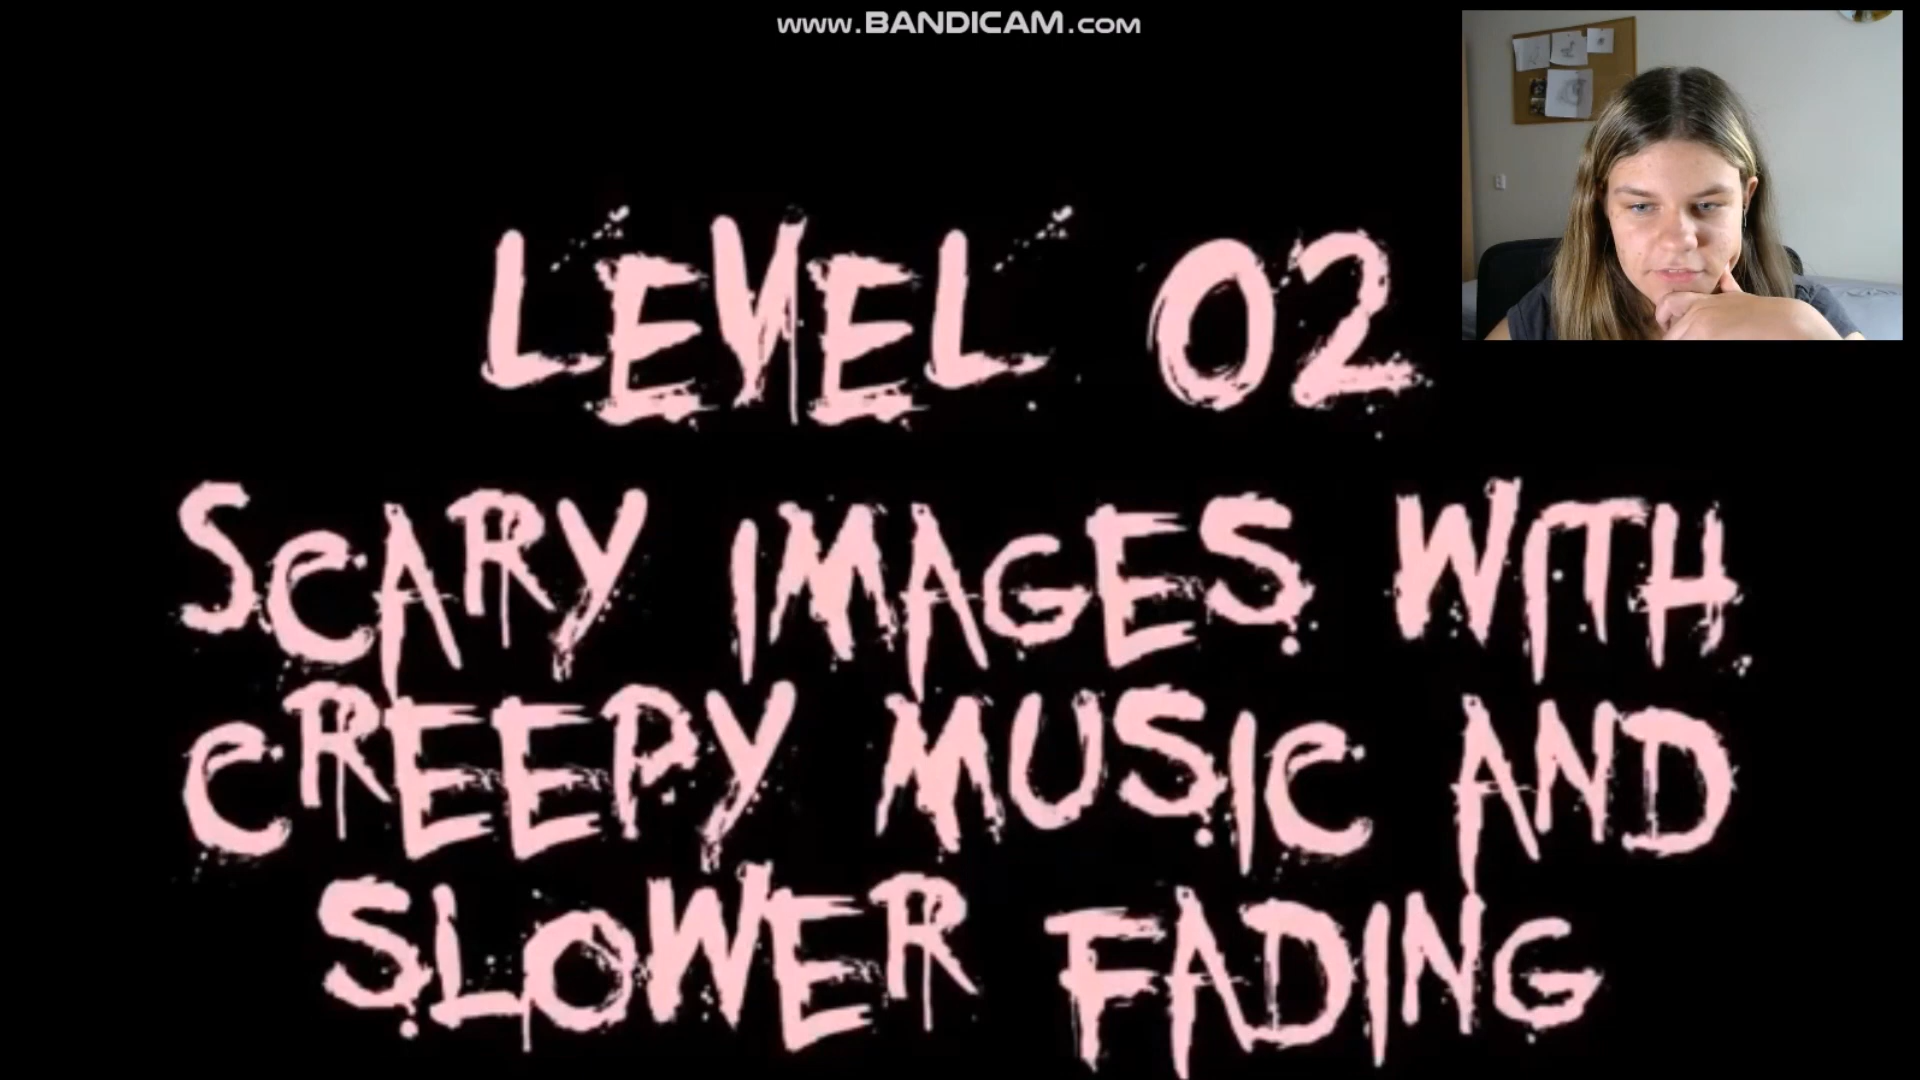 www.BANDICAM.com
LEVEL 02
SCARY IMAGES WITH
CREEPY MUSIC AND
SLOWER FADING